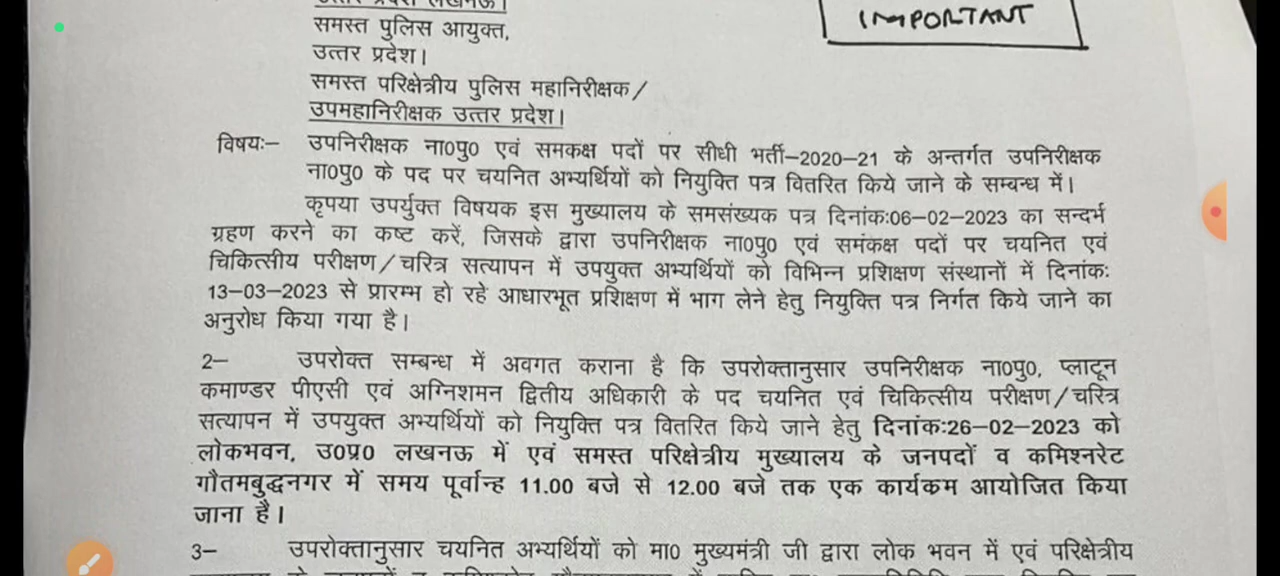 उत्तर प्रदेश लखनऊ।
IMPORTANT
समस्त पुलिस आयुक्त,
उत्तर प्रदेश।
समस्त परिक्षेत्रीय पुलिस महानिरीक्षक/
उपमहानिरीक्षक उत्तर प्रदेश।
विषयः– उपनिरीक्षक ना0पु0 एवं समकक्ष पदों पर सीधी भर्ती–2020–21 के अन्तर्गत उपनिरीक्षक
ना0पु0 के पद पर चयनित अभ्यर्थियों को नियुक्ति पत्र वितरित किये जाने के सम्बन्ध में।
कृपया उपर्युक्त विषयक इस मुख्यालय के समसंख्यक पत्र दिनांकः06–02–2023 का सन्दर्भ
ग्रहण करने का कष्ट करें, जिसके द्वारा उपनिरीक्षक ना0पु0 एवं समंकक्ष पदों पर चयनित एवं
चिकित्सीय परीक्षण/चरित्र सत्यापन में उपयुक्त अभ्यर्थियों को विभिन्न प्रशिक्षण संस्थानों में दिनांकः
13–03–2023 से प्रारम्भ हो रहे आधारभूत प्रशिक्षण में भाग लेने हेतु नियुक्ति पत्र निर्गत किये जाने का
अनुरोध किया गया है।
2– उपरोक्त सम्बन्ध में अवगत कराना है कि उपरोक्तानुसार उपनिरीक्षक ना0पु0, प्लाटून
कमाण्डर पीएसी एवं अग्निशमन द्वितीय अधिकारी के पद चयनित एवं चिकित्सीय परीक्षण/चरित्र
सत्यापन में उपयुक्त अभ्यर्थियों को नियुक्ति पत्र वितरित किये जाने हेतु दिनांकः26–02–2023 को
लोकभवन, उ0प्र0 लखनऊ में एवं समस्त परिक्षेत्रीय मुख्यालय के जनपदों व कमिश्नरेट
गौतमबुद्धनगर में समय पूर्वान्ह 11.00 बजे से 12.00 बजे तक एक कार्यकम आयोजित किया
जाना है।
3– उपरोक्तानुसार चयनित अभ्यर्थियों को मा0 मुख्यमंत्री जी द्वारा लोक भवन में एवं परिक्षेत्रीय